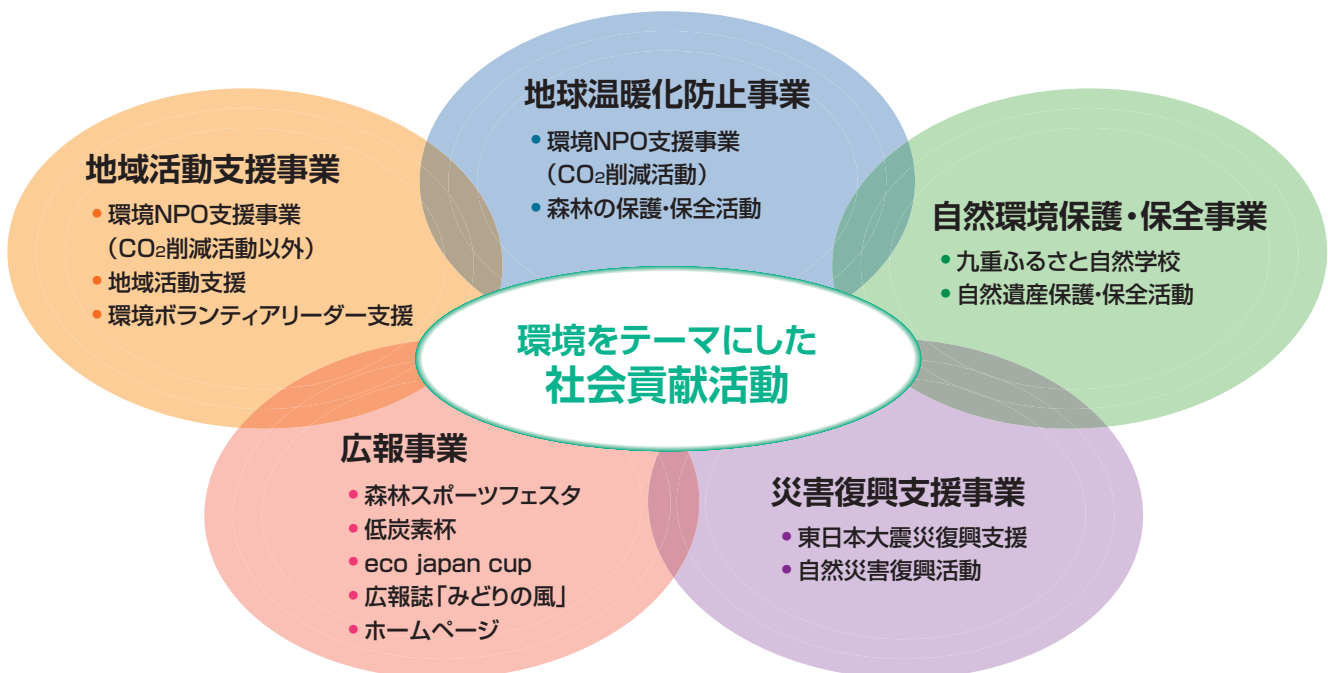 地球温暖化防止事業
•環境NPO支援事業
(CO₂削減活動)
•森林の保護・保全活動
地域活動支援事業
•環境NPO支援事業
(CO₂削減活動以外)
•地域活動支援
•環境ボランティアリーダー支援
自然環境保護・保全事業
•九重ふるさと自然学校
•自然遺産保護・保全活動
環境をテーマにした
社会貢献活動
広報事業
•森林スポーツフェスタ
•低炭素杯
•eco japan cup
•広報誌「みどりの風」
•ホームページ
災害復興支援事業
•東日本大震災復興支援
•自然災害復興活動